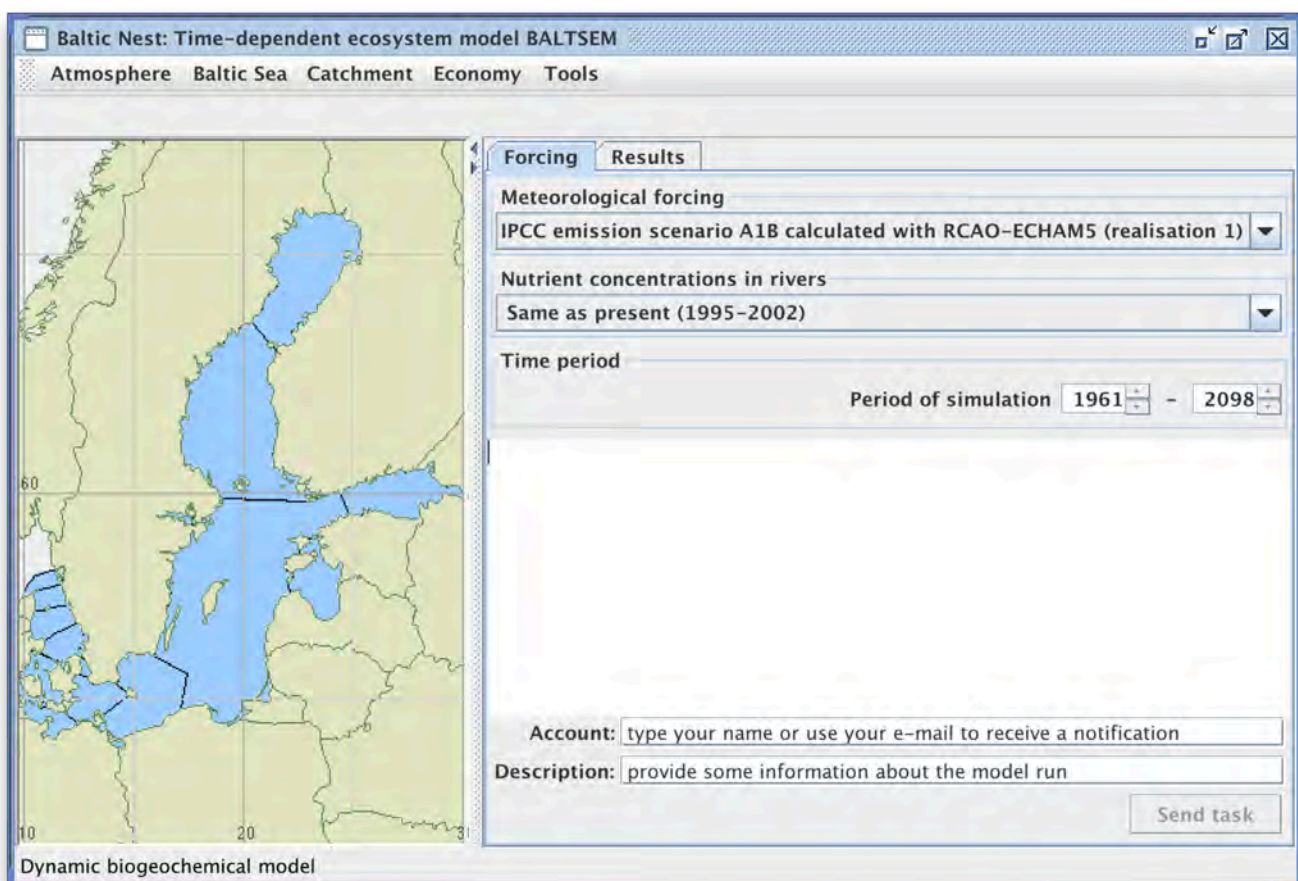 Baltic Nest: Time-dependent ecosystem model BALTSEM
Atmosphere Baltic Sea Catchment Economy Tools
Forcing Results
Meteorological forcing
IPCC emission scenario A1B calculated with RCAO-ECHAM5 (realisation 1)
Nutrient concentrations in rivers
Same as present (1995-2002)
Time period
Period of simulation 1961 - 2098
60
10 20 3
Account: type your name or use your e-mail to receive a notification
Description: provide some information about the model run
Send task
Dynamic biogeochemical model